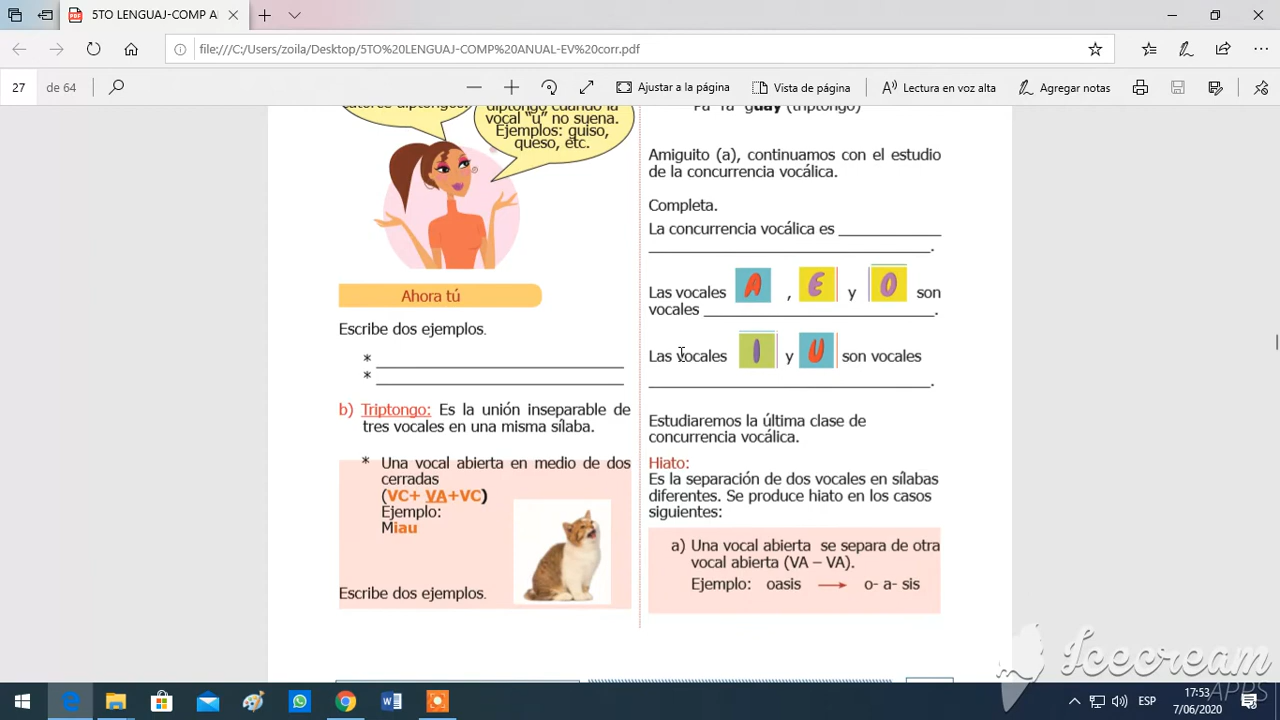 5TO LENGUAJ-COMP A
file:///C:/Users/zoila/Desktop/5TO%20LENGUAJ-COMP%20ANUAL-EV%20corr.pdf
27 de 64
Ajustar a la página
Vista de página
Lectura en voz alta
Agregar notas
diptongo cuando la
vocal "u" no suena.
Ejemplos: guiso,
queso, etc.
Ahora tú
Escribe dos ejemplos.
* ______
* ______
b) Triptongo: Es la unión inseparable de
tres vocales en una misma sílaba.
* Una vocal abierta en medio de dos
cerradas
(VC+ VA+VC)
Ejemplo:
Miau
Escribe dos ejemplos.
(triptongo)
Amiguito (a), continuamos con el estudio
de la concurrencia vocálica.
Completa.
La concurrencia vocálica es ______
______.
Las vocales A , E y O son
vocales ______.
Las vocales I y U son vocales
______.
Estudiaremos la última clase de
concurrencia vocálica.
Hiato:
Es la separación de dos vocales en sílabas
diferentes. Se produce hiato en los casos
siguientes:
a) Una vocal abierta se separa de otra
vocal abierta (VA – VA).
Ejemplo: oasis → o- a- sis
Icecream
APPS
ESP
17:53
7/06/2020